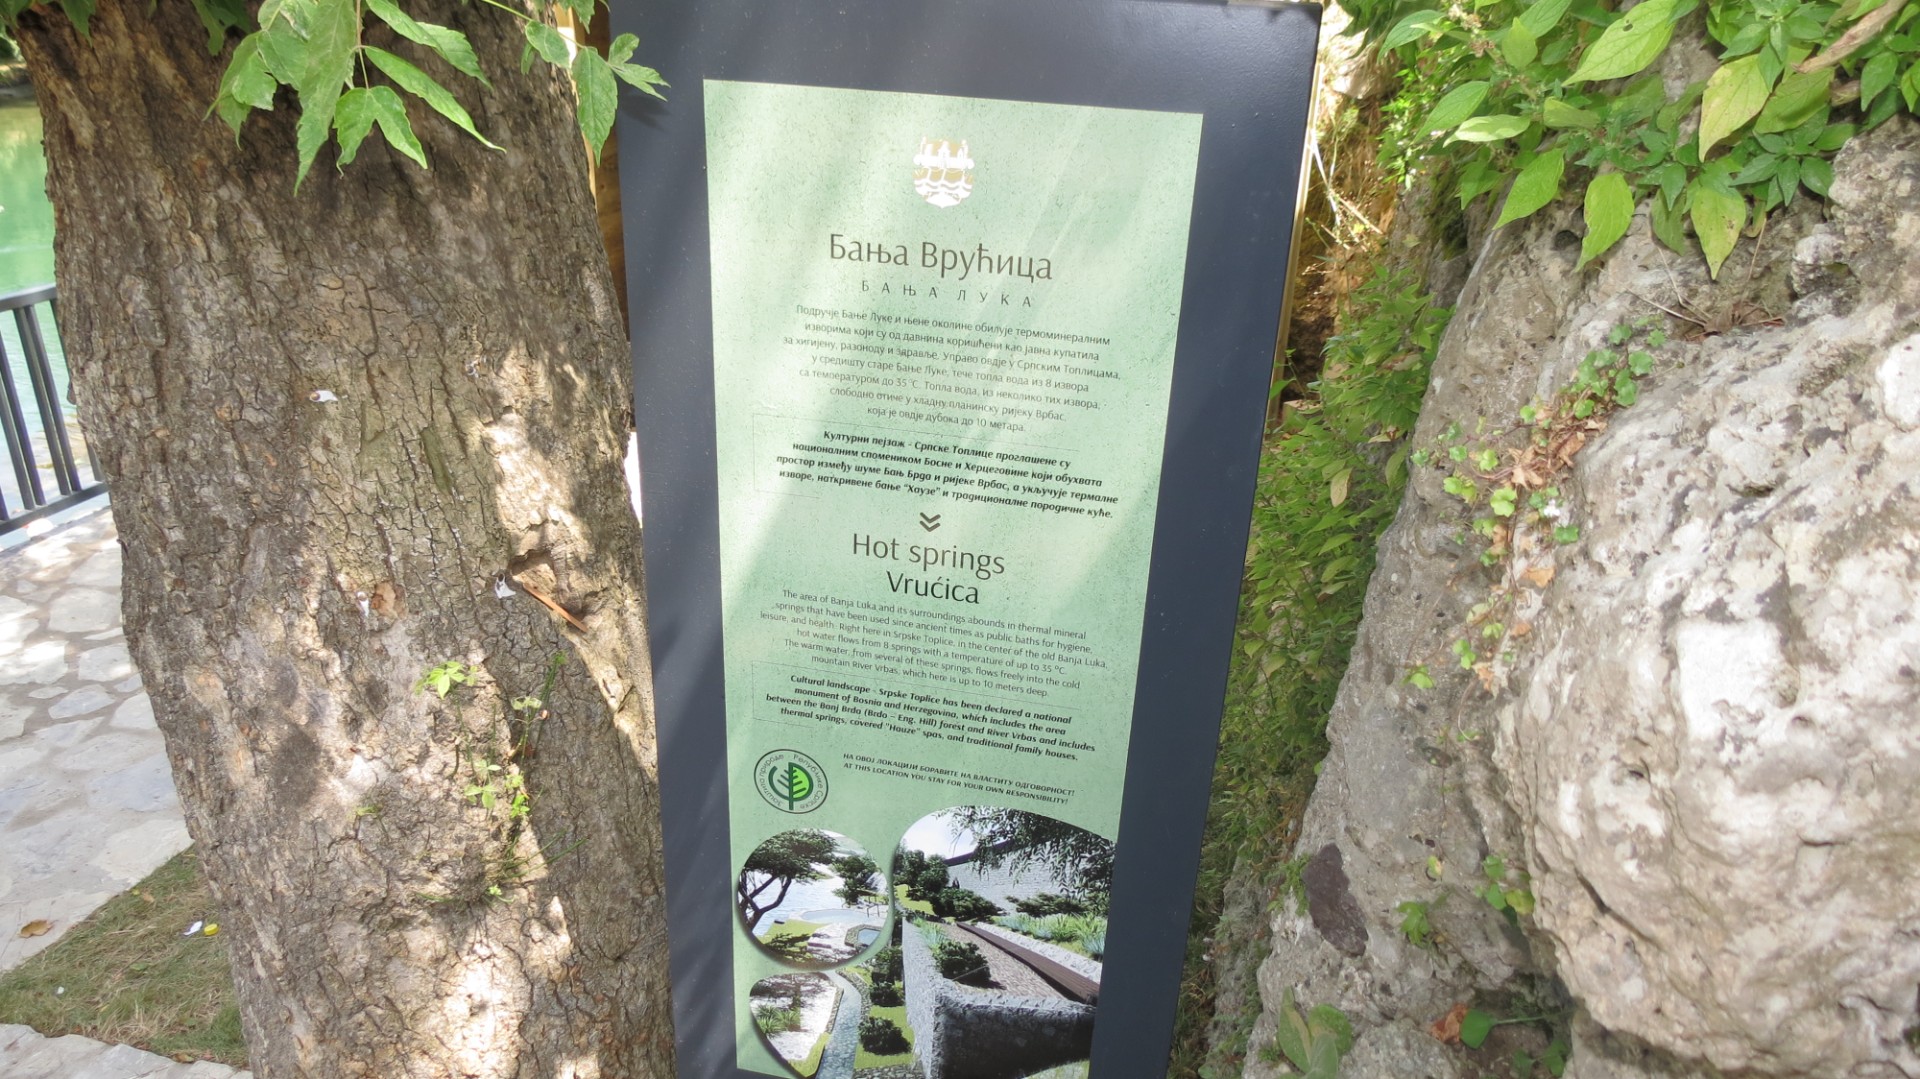 Бања Врућица
БАЊА ЛУКА
Подручје Бање Луке и њене околине обилује термоминералним
изворима који су од давнина коришћени као јавна купатила
за хигијену, разоноду и здравље. Управо овдје у Српским Топлицама,
у средишту старе Бање Луке, тече топла вода из 8 извора
са температуром до 35°C. Топла вода, из неколико тих извора,
слободно отиче у хладну планинску ријеку Врбас,
која је овдје дубока до 10 метара.
Културни пејзаж - Српске Топлице проглашене су
националним спомеником Босне и Херцеговине који обухвата
простор између шуме Бањ Брда и ријеке Врбас, а укључује термалне
изворе, наткривене бање "Хаузе" и традиционалне породичне куће.
Hot springs
Vrućica
The area of Banja Luka and its surroundings abounds in thermal mineral
springs that have been used since ancient times as public baths for hygiene,
leisure, and health. Right here in Srpske Toplice, in the center of the old Banja Luka,
hot water flows from 8 springs with a temperature of up to 35 °C.
The warm water, from several of these springs, flows freely into the cold
mountain River Vrbas, which here is up to 10 meters deep.
Cultural landscape - Srpske Toplice has been declared a national
monument of Bosnia and Herzegovina, which includes the area
between the Banj Brdo (Brdo – Eng. Hill) forest and River Vrbas and includes
thermal springs, covered "Hauze" spas, and traditional family houses.
НА ОВОЈ ЛОКАЦИЈИ БОРАВИТЕ НА ВЛАСТИТУ ОДГОВОРНОСТ!
AT THIS LOCATION YOU STAY FOR YOUR OWN RESPONSIBILITY!
Заштићена природа Републике Српске